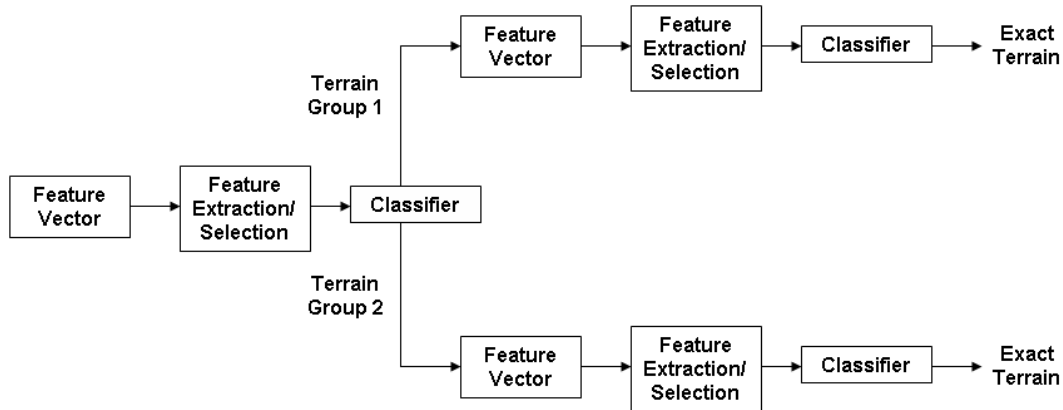 Feature
Vector
Feature
Extraction/
Selection
Classifier
Exact
Terrain
Terrain
Group 1
Feature
Vector
Feature
Extraction/
Selection
Classifier
Terrain
Group 2
Feature
Vector
Feature
Extraction/
Selection
Classifier
Exact
Terrain